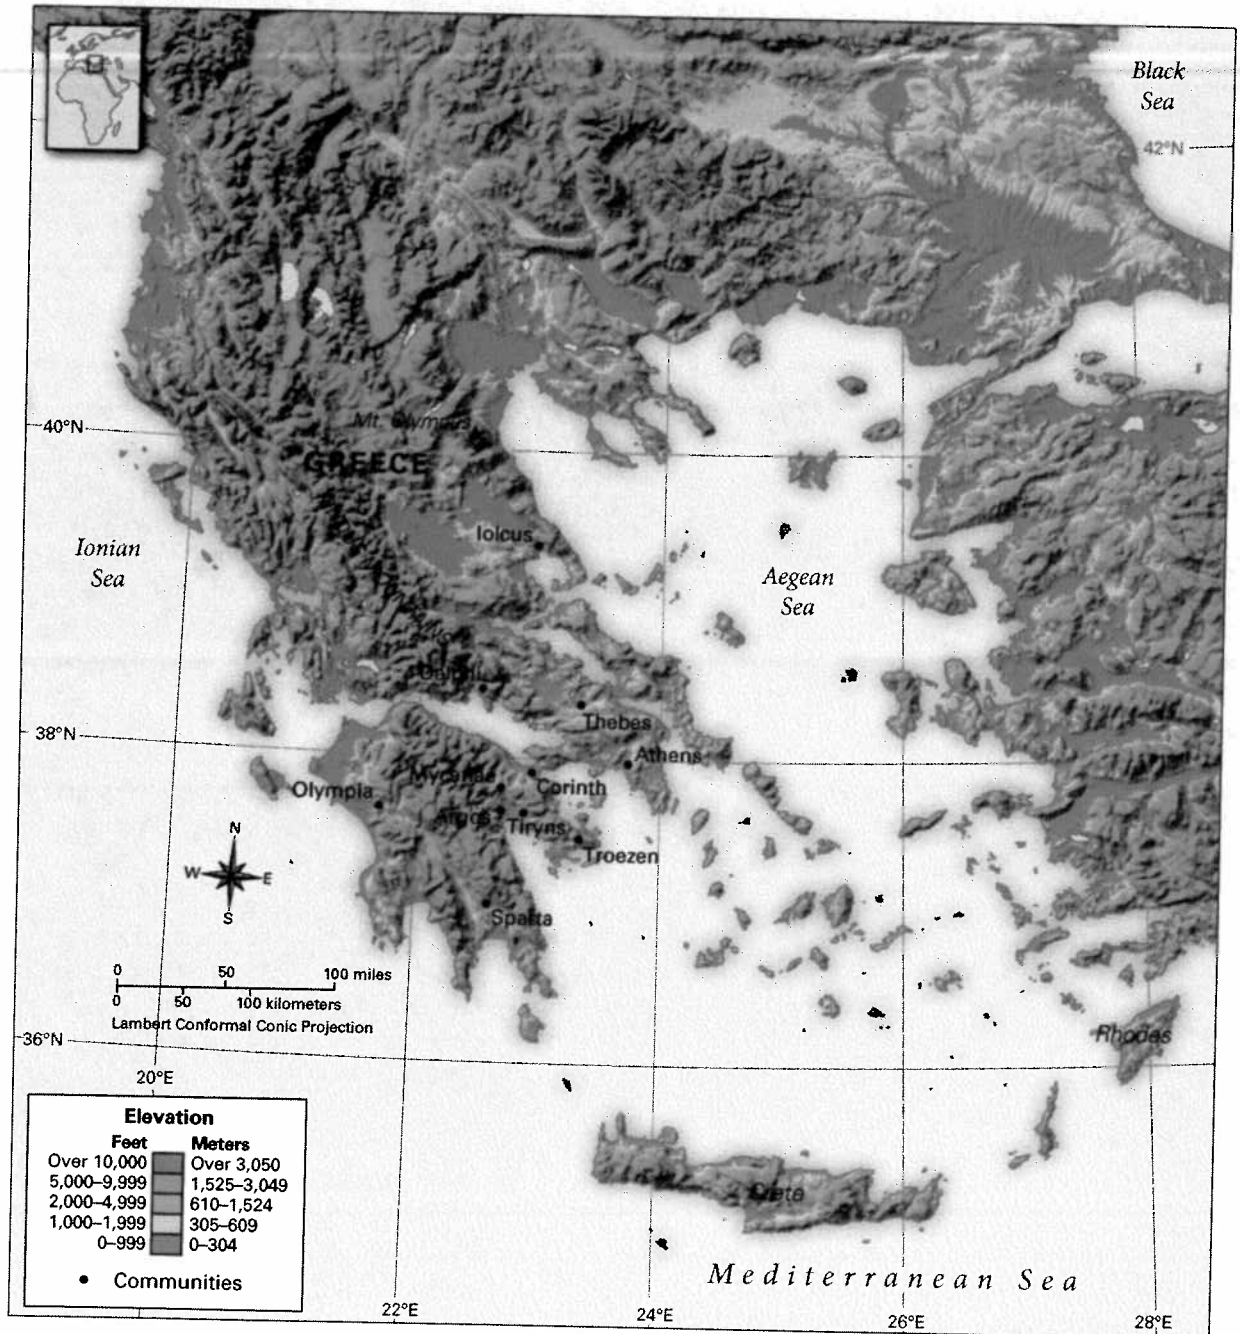 Black
Sea
42°N
40°N
Mt. Olympus
GREECE
Iolcus
Ionian
Sea
Aegean
Sea
Delphi
Thebes
38°N
Athens
Mycenae
Corinth
Olympia
Argos
Tiryns
Troezen
N
W
E
S
Sparta
0 50 100 miles
0 50 100 kilometers
Lambert Conformal Conic Projection
Rhodes
36°N
20°E
Elevation
Feet Meters
Over 10,000 Over 3,050
5,000–9,999 1,525–3,049
2,000–4,999 610–1,524
1,000–1,999 305–609
0–999 0–304
Communities
Crete
Mediterranean Sea
22°E
24°E
26°E
28°E